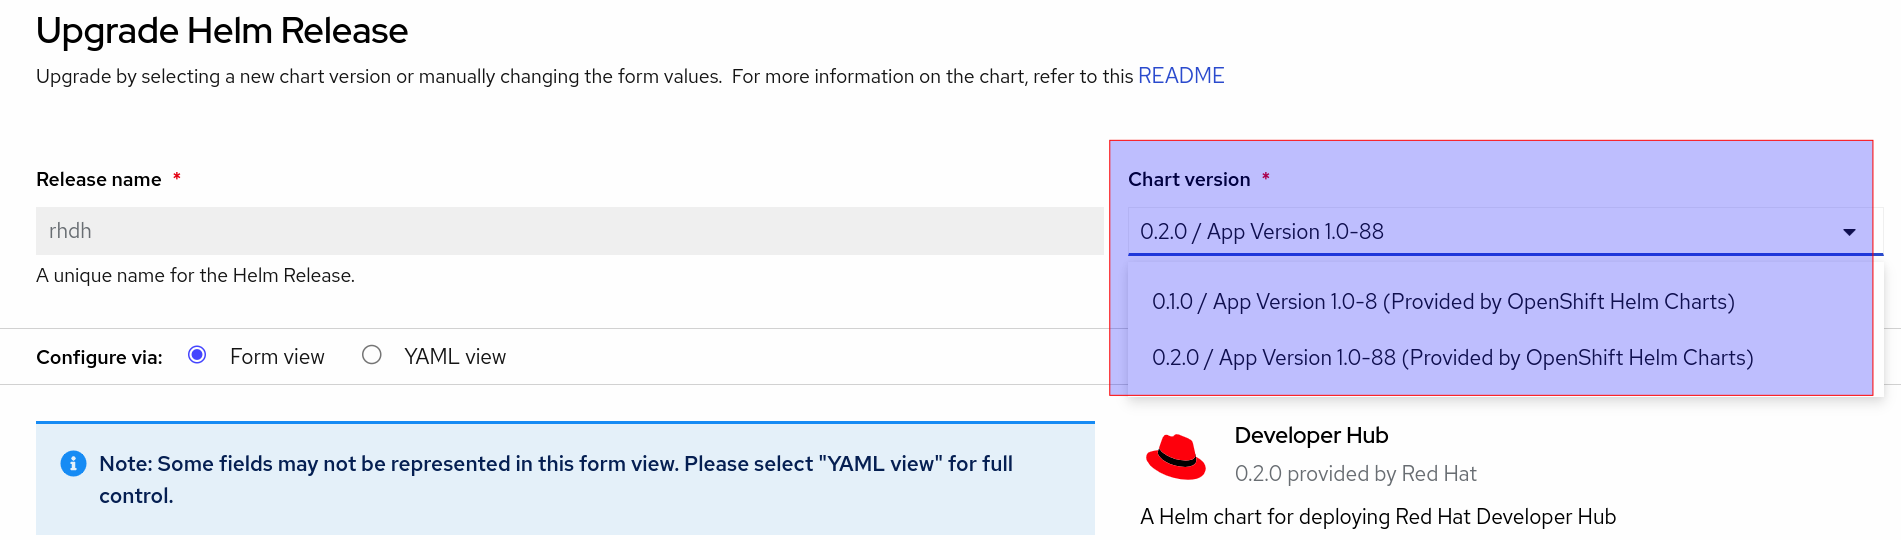 Upgrade Helm Release
Upgrade by selecting a new chart version or manually changing the form values. For more information on the chart, refer to this README
Release name *
rhdh
A unique name for the Helm Release.
Chart version *
0.2.0 / App Version 1.0-88
0.1.0 / App Version 1.0-8 (Provided by OpenShift Helm Charts)
0.2.0 / App Version 1.0-88 (Provided by OpenShift Helm Charts)
Configure via: Form view YAML view
Note: Some fields may not be represented in this form view. Please select "YAML view" for full
control.
Developer Hub
0.2.0 provided by Red Hat
A Helm chart for deploying Red Hat Developer Hub